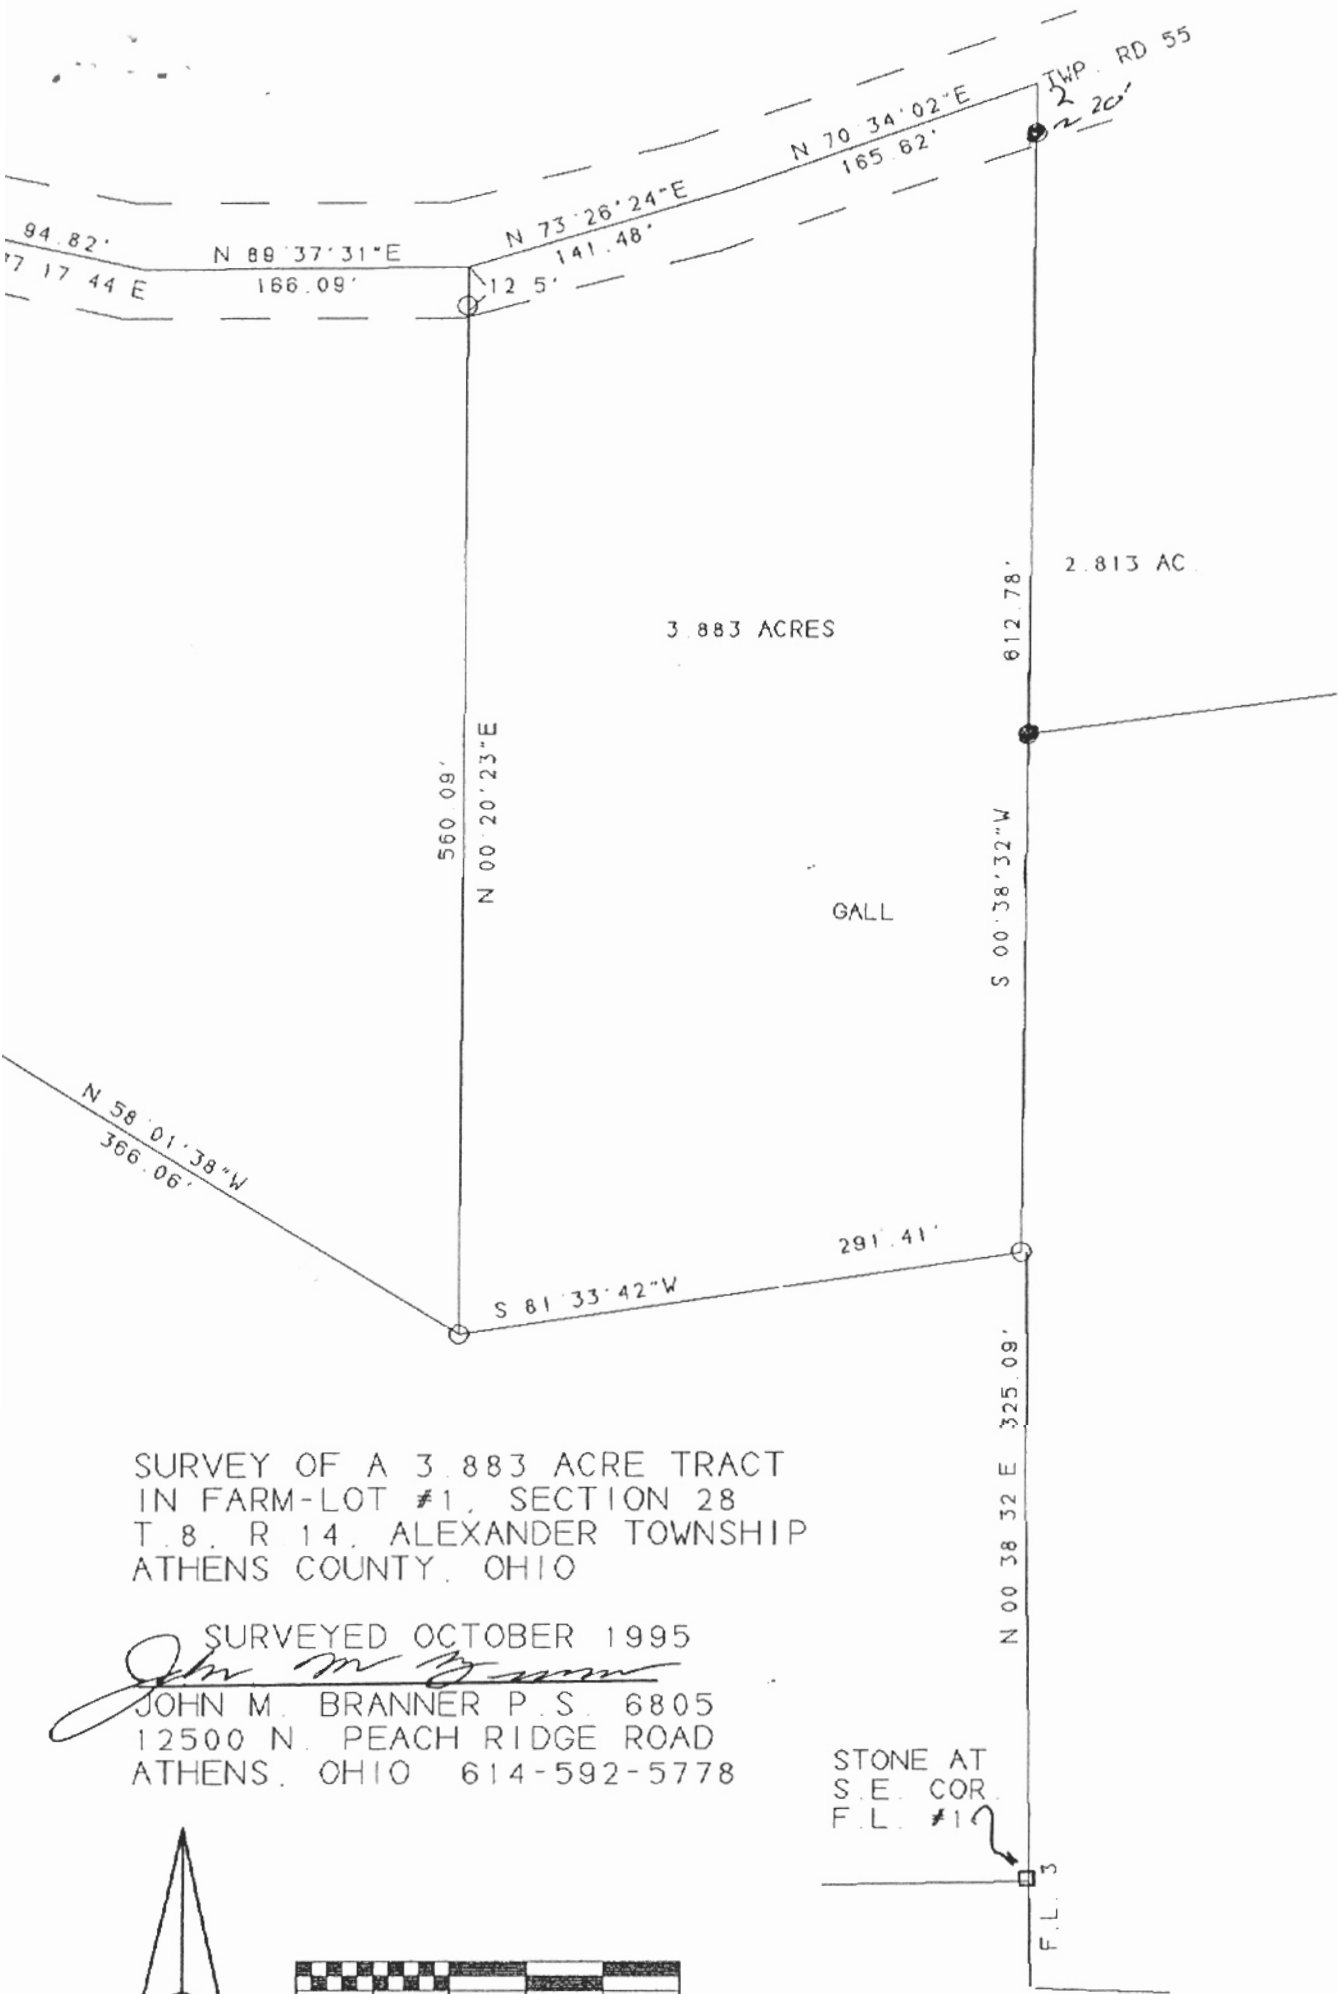 TWP. RD 55
2
~ 20'
N 70°34'02"E
165.62'
N 73°26'24"E
141.48'
94.82'
77 17 44 E
N 89°37'31"E
166.09'
12.5'
612.78'
2.813 AC.
3.883 ACRES
560.09'
N 00°20'23"E
S 00°38'32"W
GALL
N 58°01'38"W
366.06'
291.41'
S 81°33'42"W
325.09'
N 00 38 32 E
SURVEY OF A 3.883 ACRE TRACT
IN FARM-LOT #1, SECTION 28
T.8, R.14, ALEXANDER TOWNSHIP
ATHENS COUNTY, OHIO
SURVEYED OCTOBER 1995
John M Branner
JOHN M. BRANNER P.S. 6805
12500 N. PEACH RIDGE ROAD
ATHENS, OHIO 614-592-5778
STONE AT
S.E. COR.
F.L. #1
F.L. 3